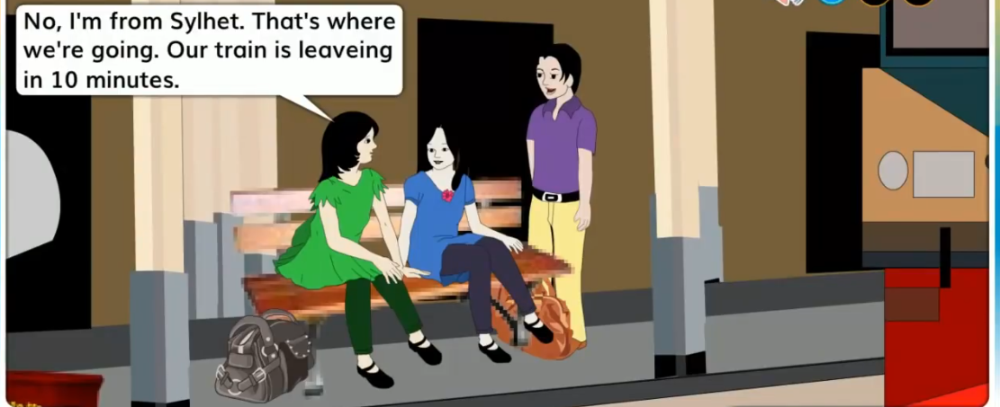 No, I'm from Sylhet. That's where
we're going. Our train is leaveing
in 10 minutes.